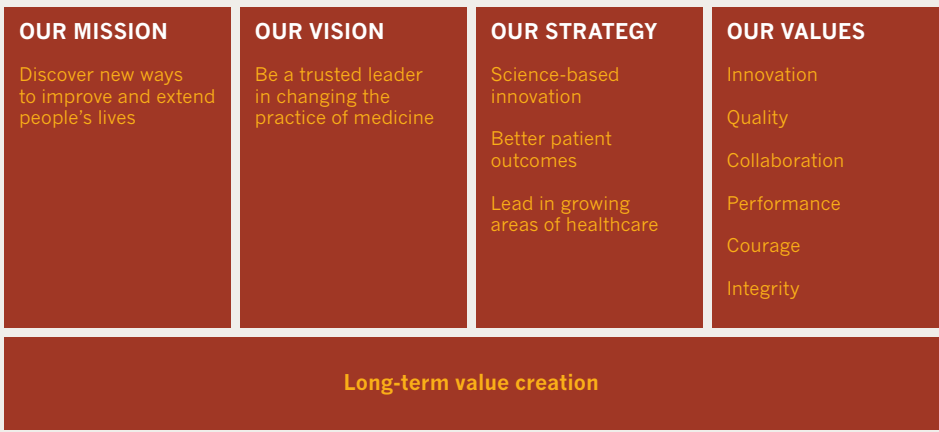 OUR MISSION
Discover new ways
to improve and extend
people’s lives
OUR VISION
Be a trusted leader
in changing the
practice of medicine
OUR STRATEGY
Science-based
innovation
Better patient
outcomes
Lead in growing
areas of healthcare
OUR VALUES
Innovation
Quality
Collaboration
Performance
Courage
Integrity
Long-term value creation